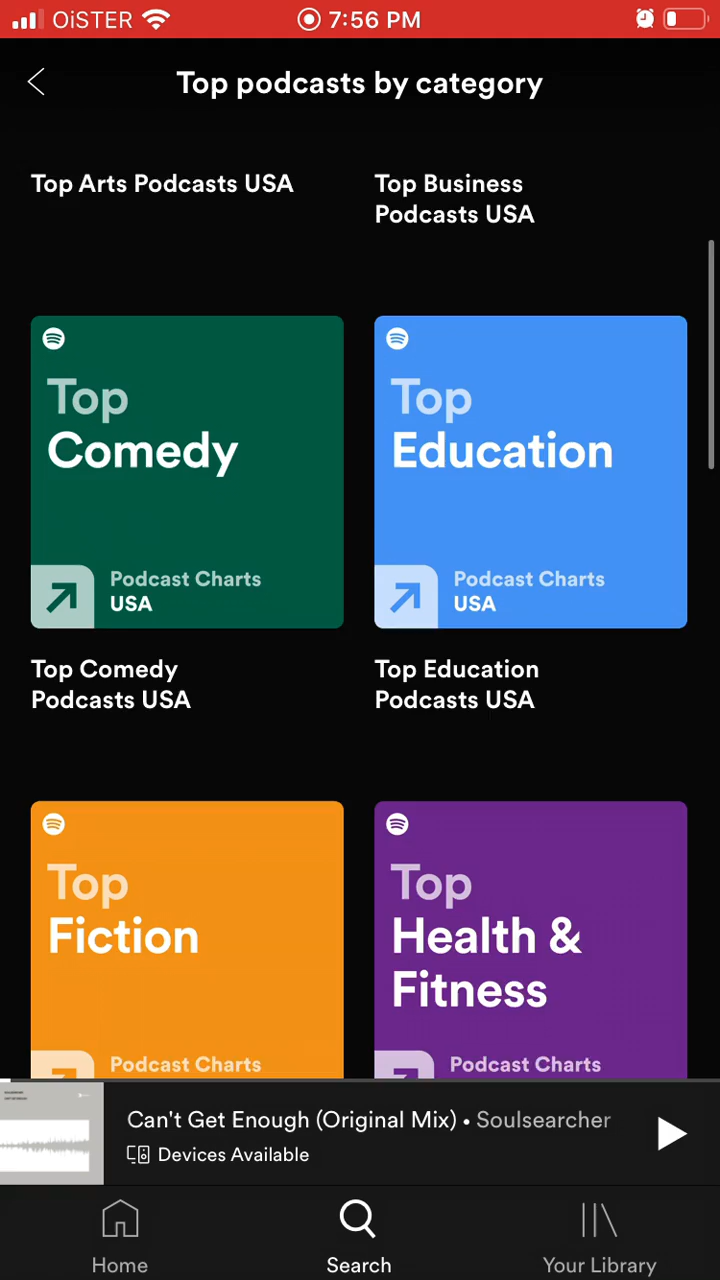 OiSTER 7:56 PM
Top podcasts by category
Top Arts Podcasts USA
Top Business
Podcasts USA
Top
Comedy
Podcast Charts
USA
Top
Education
Podcast Charts
USA
Top Comedy
Podcasts USA
Top Education
Podcasts USA
Top
Fiction
Podcast Charts
Top
Health &
Fitness
Podcast Charts
Can't Get Enough (Original Mix) • Soulsearcher
Devices Available
Home
Search
Your Library